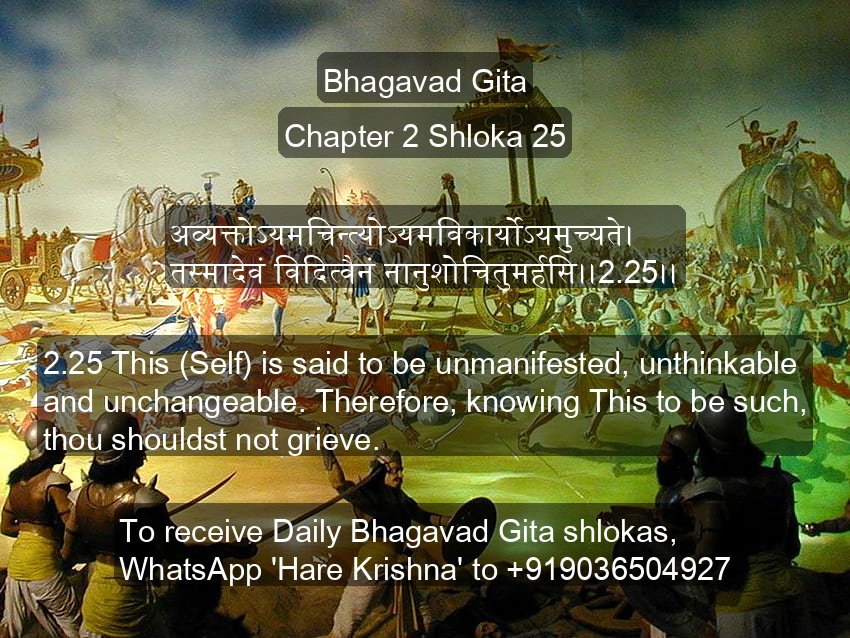 Bhagavad Gita
Chapter 2 Shloka 25
अव्यक्तोऽयमचिन्त्योऽयमविकार्योऽयमुच्यते।
तस्मादेवं विदित्वैनं नानुशोचितुमर्हसि।।2.25।।
2.25 This (Self) is said to be unmanifested, unthinkable
and unchangeable. Therefore, knowing This to be such,
thou shouldst not grieve.
To receive Daily Bhagavad Gita shlokas,
WhatsApp 'Hare Krishna' to +919036504927